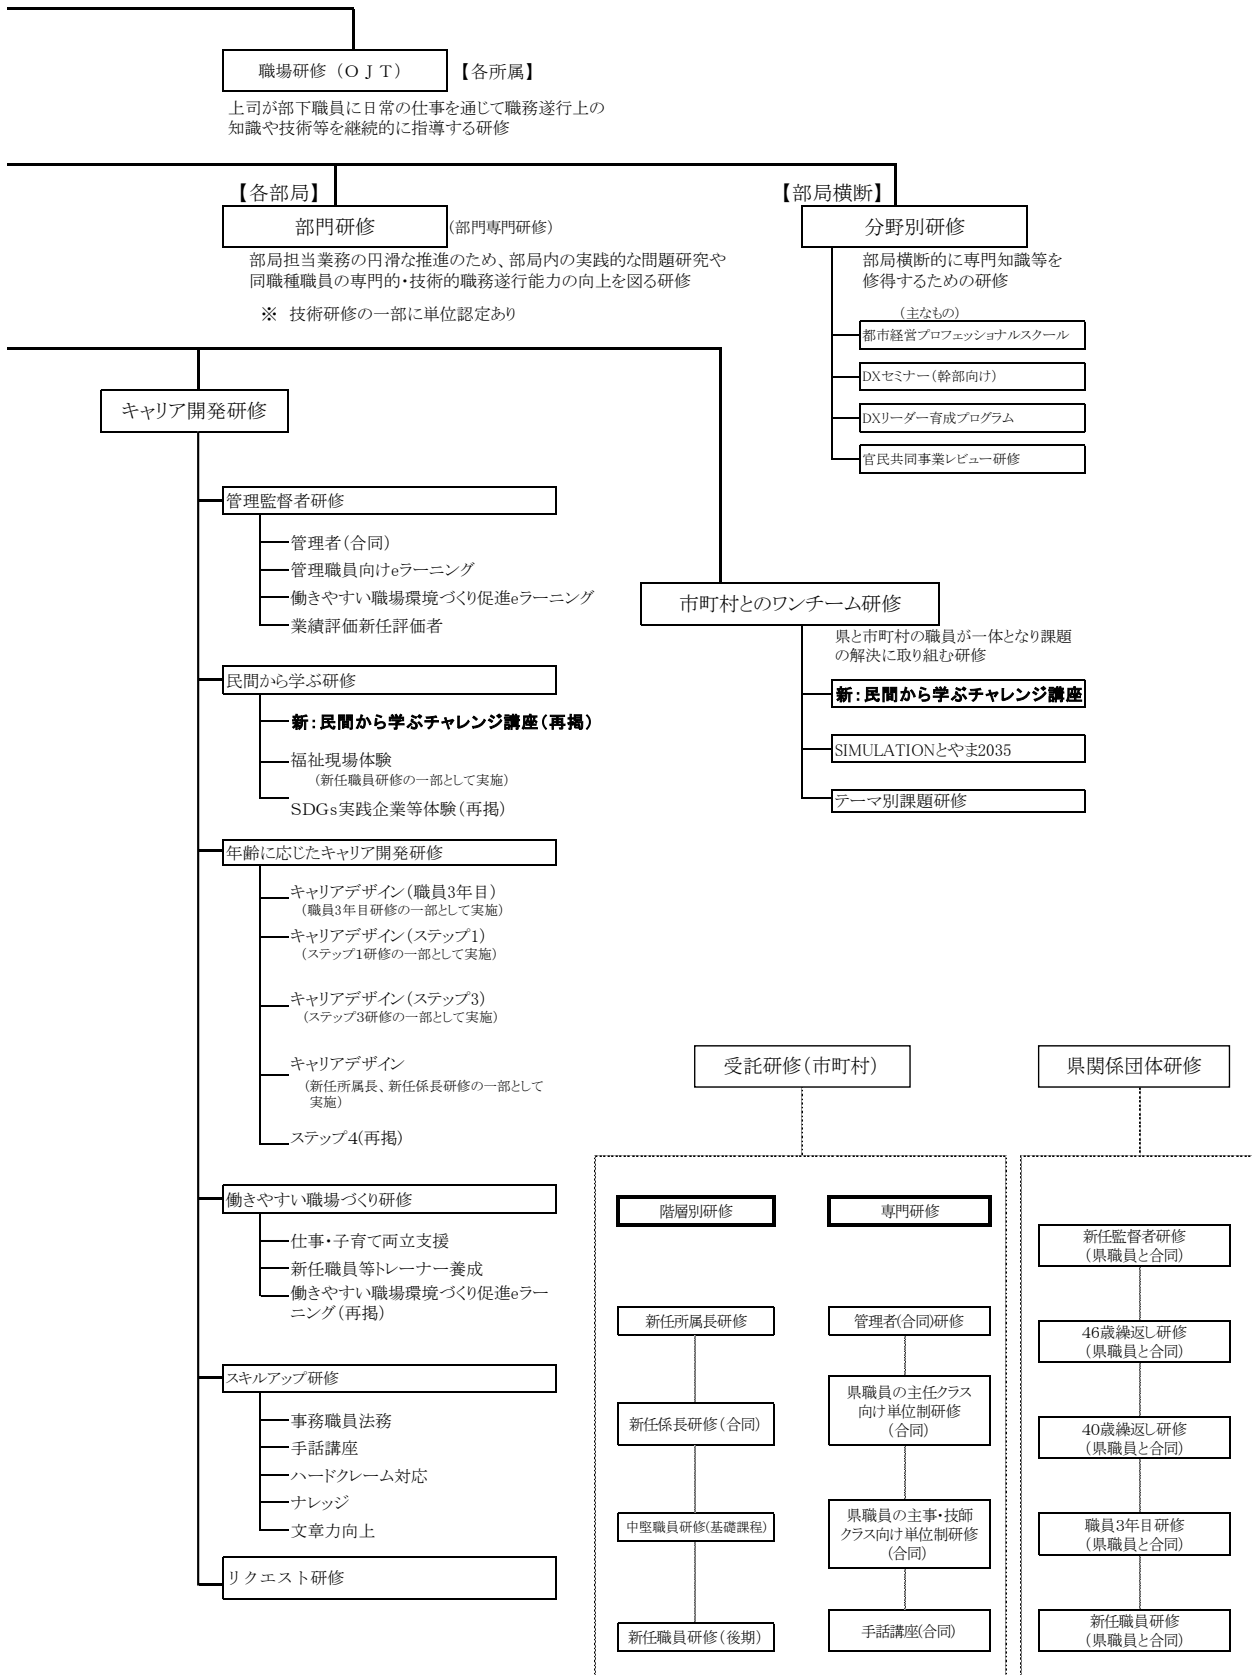 職場研修（ＯＪＴ）
【各所属】
上司が部下職員に日常の仕事を通じて職務遂行上の
知識や技術等を継続的に指導する研修
【各部局】
部門研修
（部門専門研修）
部局担当業務の円滑な推進のため、部局内の実践的な問題研究や
同職種職員の専門的・技術的職務遂行能力の向上を図る研修
※ 技術研修の一部に単位認定あり
【部局横断】
分野別研修
部局横断的に専門知識等を
修得するための研修
（主なもの）
都市経営プロフェッショナルスクール
DXセミナー（幹部向け）
DXリーダー育成プログラム
官民共同事業レビュー研修
キャリア開発研修
管理監督者研修
管理者（合同）
管理職員向けeラーニング
働きやすい職場環境づくり促進eラーニング
業績評価新任評価者
民間から学ぶ研修
新：民間から学ぶチャレンジ講座（再掲）
福祉現場体験
（新任職員研修の一部として実施）
SDGs実践企業等体験（再掲）
年齢に応じたキャリア開発研修
キャリアデザイン（職員3年目）
（職員3年目研修の一部として実施）
キャリアデザイン（ステップ1）
（ステップ1研修の一部として実施）
キャリアデザイン（ステップ3）
（ステップ3研修の一部として実施）
キャリアデザイン
（新任所属長、新任係長研修の一部として
実施）
ステップ4(再掲）
働きやすい職場づくり研修
仕事・子育て両立支援
新任職員等トレーナー養成
働きやすい職場環境づくり促進eラー
ニング（再掲）
スキルアップ研修
事務職員法務
手話講座
ハードクレーム対応
ナレッジ
文章力向上
リクエスト研修
市町村とのワンチーム研修
県と市町村の職員が一体となり課題
の解決に取り組む研修
新：民間から学ぶチャレンジ講座
SIMULATIONとやま2035
テーマ別課題研修
受託研修（市町村）
階層別研修
新任所属長研修
新任係長研修（合同）
中堅職員研修(基礎課程)
新任職員研修（後期）
専門研修
管理者(合同)研修
県職員の主任クラス
向け単位制研修
（合同）
県職員の主事・技師
クラス向け単位制研修
（合同）
手話講座(合同)
県関係団体研修
新任監督者研修
（県職員と合同）
46歳繰返し研修
（県職員と合同）
40歳繰返し研修
（県職員と合同）
職員3年目研修
（県職員と合同）
新任職員研修
（県職員と合同）